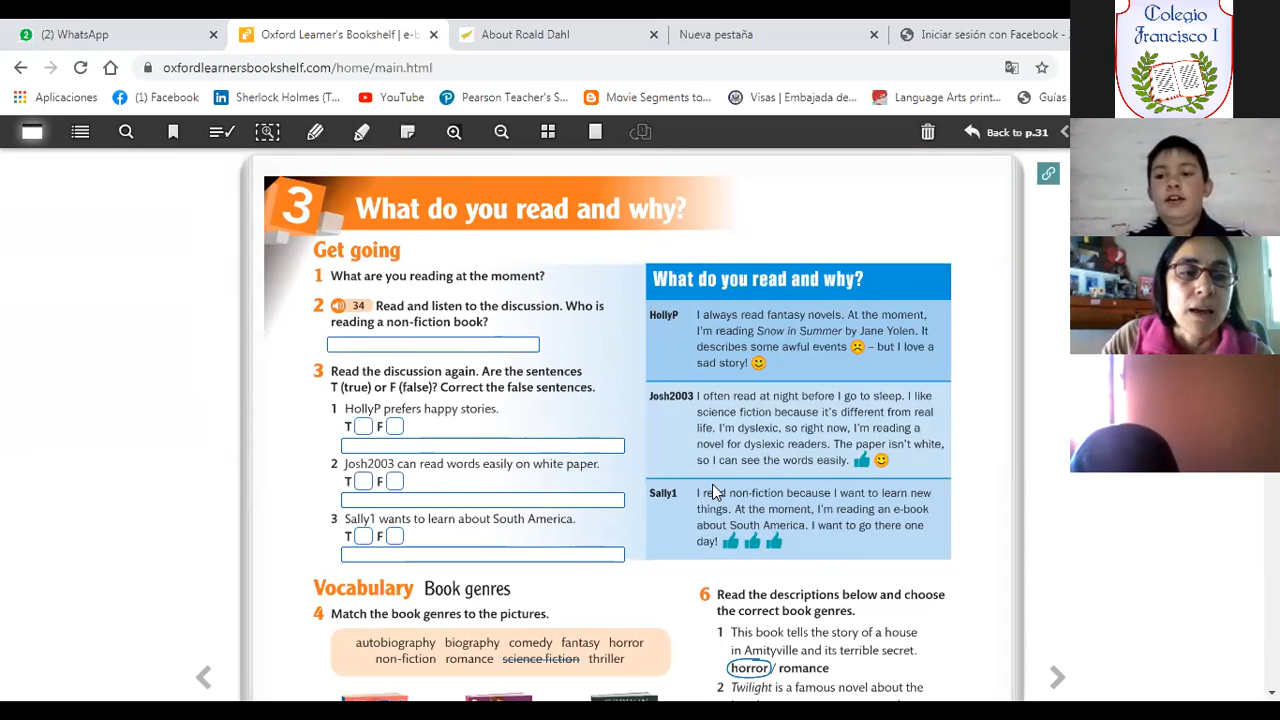 (2) WhatsApp
Oxford Learner's Bookshelf | e-b
About Roald Dahl
Nueva pestaña
Iniciar sesión con Facebook -
oxfordlearnersbookshelf.com/home/main.html
Aplicaciones
(1) Facebook
Sherlock Holmes (T...
YouTube
Pearson Teacher's S...
Movie Segments to...
Visas | Embajada de...
Language Arts print...
Guías
Back to p.31
Colegio
Francisco I
3 What do you read and why?
Get going
1 What are you reading at the moment?
2 34 Read and listen to the discussion. Who is
reading a non-fiction book?
3 Read the discussion again. Are the sentences
T (true) or F (false)? Correct the false sentences.
1 HollyP prefers happy stories.
T F
2 Josh2003 can read words easily on white paper.
T F
3 Sally1 wants to learn about South America.
T F
What do you read and why?
HollyP I always read fantasy novels. At the moment,
I'm reading Snow in Summer by Jane Yolen. It
describes some awful events – but I love a
sad story!
Josh2003 I often read at night before I go to sleep. I like
science fiction because it's different from real
life. I'm dyslexic, so right now, I'm reading a
novel for dyslexic readers. The paper isn't white,
so I can see the words easily.
Sally1 I read non-fiction because I want to learn new
things. At the moment, I'm reading an e-book
about South America. I want to go there one
day!
Vocabulary Book genres
4 Match the book genres to the pictures.
autobiography biography comedy fantasy horror
non-fiction romance science fiction thriller
6 Read the descriptions below and choose
the correct book genres.
1 This book tells the story of a house
in Amityville and its terrible secret.
horror / romance
2 Twilight is a famous novel about the